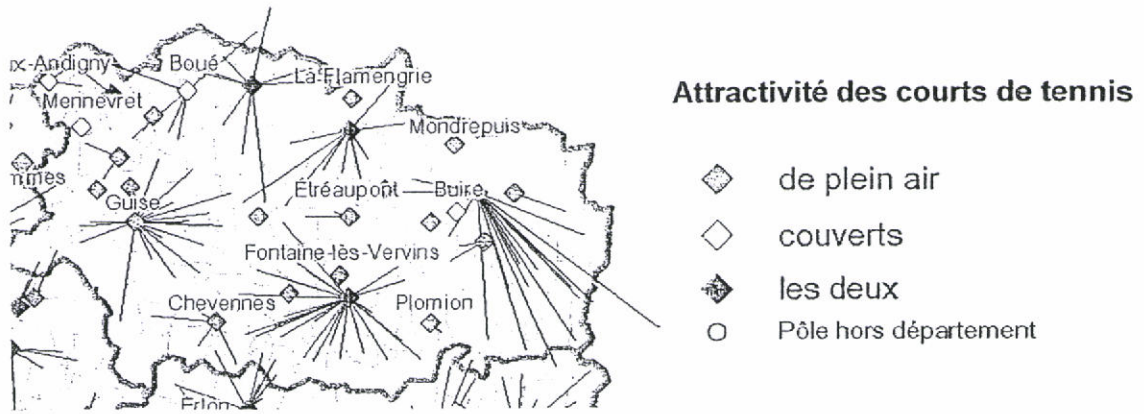 x-Andigny
Boué
La Flamengrie
Mennevret
Mondrepuis
mmes
Guise
Étréaupont
Buire
Fontaine-lès-Vervins
Chevennes
Plomion
Erlon
Attractivité des courts de tennis
de plein air
couverts
les deux
Pôle hors département